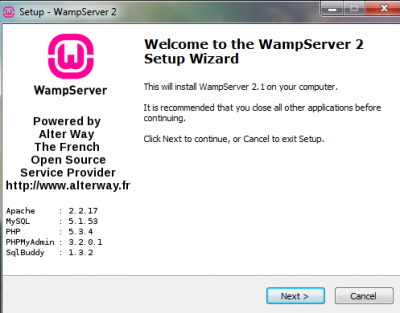 Setup - WampServer 2
WampServer
Powered by
Alter Way
The French
Open Source
Service Provider
http://www.alterway.fr
Apache : 2.2.17
MySQL : 5.1.53
PHP : 5.3.4
PHPMyAdmin : 3.2.0.1
SqlBuddy : 1.3.2
Welcome to the WampServer 2
Setup Wizard
This will install WampServer 2.1 on your computer.
It is recommended that you close all other applications before
continuing.
Click Next to continue, or Cancel to exit Setup.
Next >
Cancel